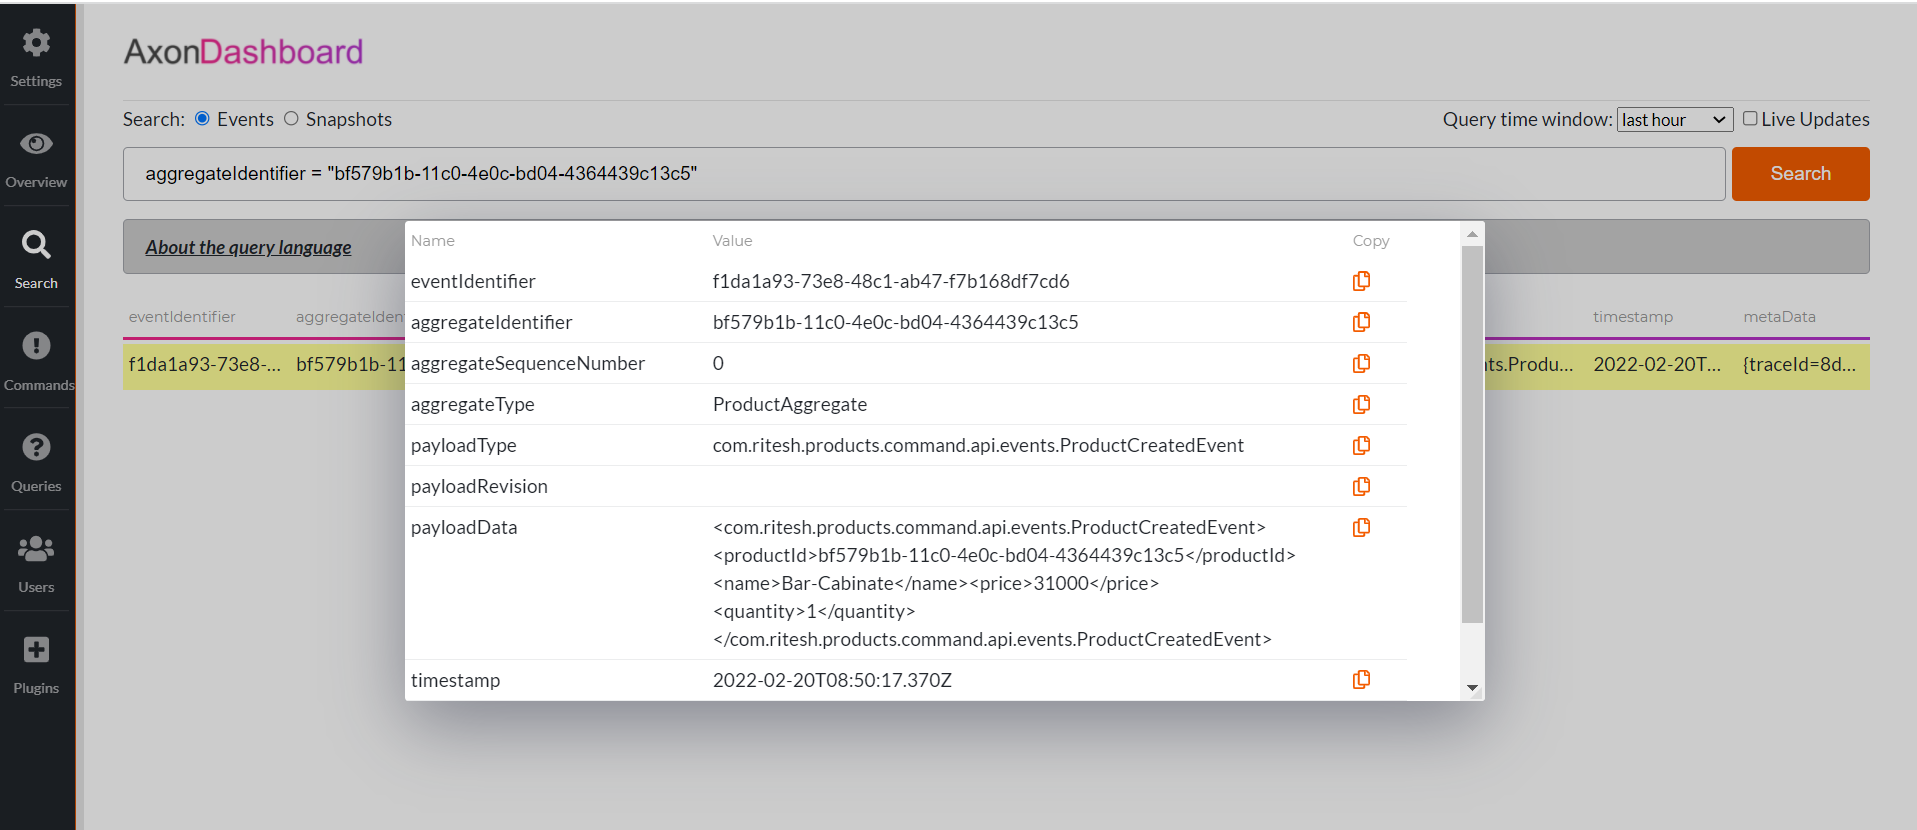 AxonDashboard
Settings
Overview
Search
Commands
Queries
Users
Plugins
Search: Events Snapshots
Query time window: last hour Live Updates
aggregateIdentifier = "bf579b1b-11c0-4e0c-bd04-4364439c13c5"
Search
About the query language
eventIdentifier aggregateIden timestamp metaData
f1da1a93-73e8-... bf579b1b-11 ts.Produ... 2022-02-20T... {traceId=8d...
Name Value Copy
eventIdentifier f1da1a93-73e8-48c1-ab47-f7b168df7cd6
aggregateIdentifier bf579b1b-11c0-4e0c-bd04-4364439c13c5
aggregateSequenceNumber 0
aggregateType ProductAggregate
payloadType com.ritesh.products.command.api.events.ProductCreatedEvent
payloadRevision
payloadData <com.ritesh.products.command.api.events.ProductCreatedEvent>
<productId>bf579b1b-11c0-4e0c-bd04-4364439c13c5</productId>
<name>Bar-Cabinate</name><price>31000</price>
<quantity>1</quantity>
</com.ritesh.products.command.api.events.ProductCreatedEvent>
timestamp 2022-02-20T08:50:17.370Z